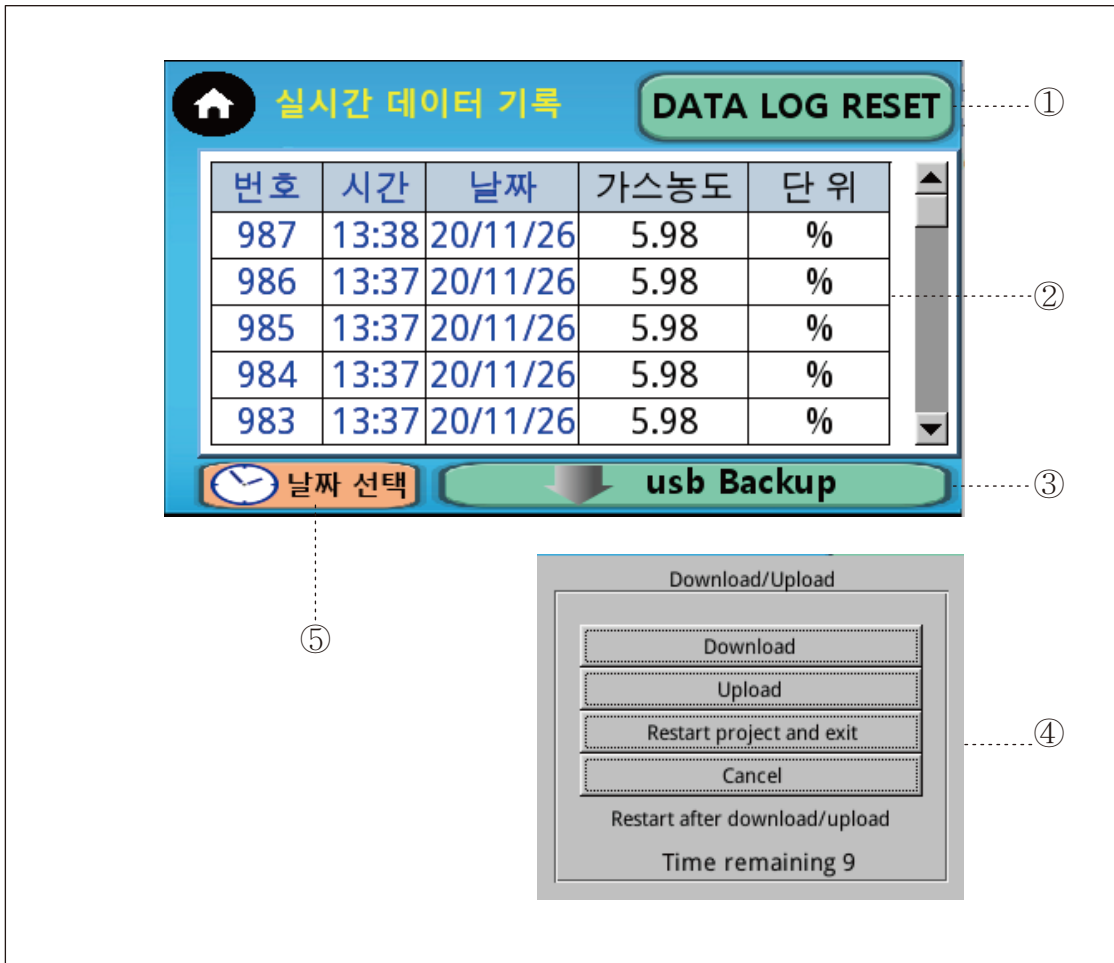 실시간 데이터 기록 DATA LOG RESET ①
번호 시간 날짜 가스농도 단 위
987 13:38 20/11/26 5.98 %
986 13:37 20/11/26 5.98 %
②
985 13:37 20/11/26 5.98 %
984 13:37 20/11/26 5.98 %
983 13:37 20/11/26 5.98 %
날짜 선택 usb Backup ③
⑤
Download/Upload
Download
Upload
Restart project and exit ④
Cancel
Restart after download/upload
Time remaining 9